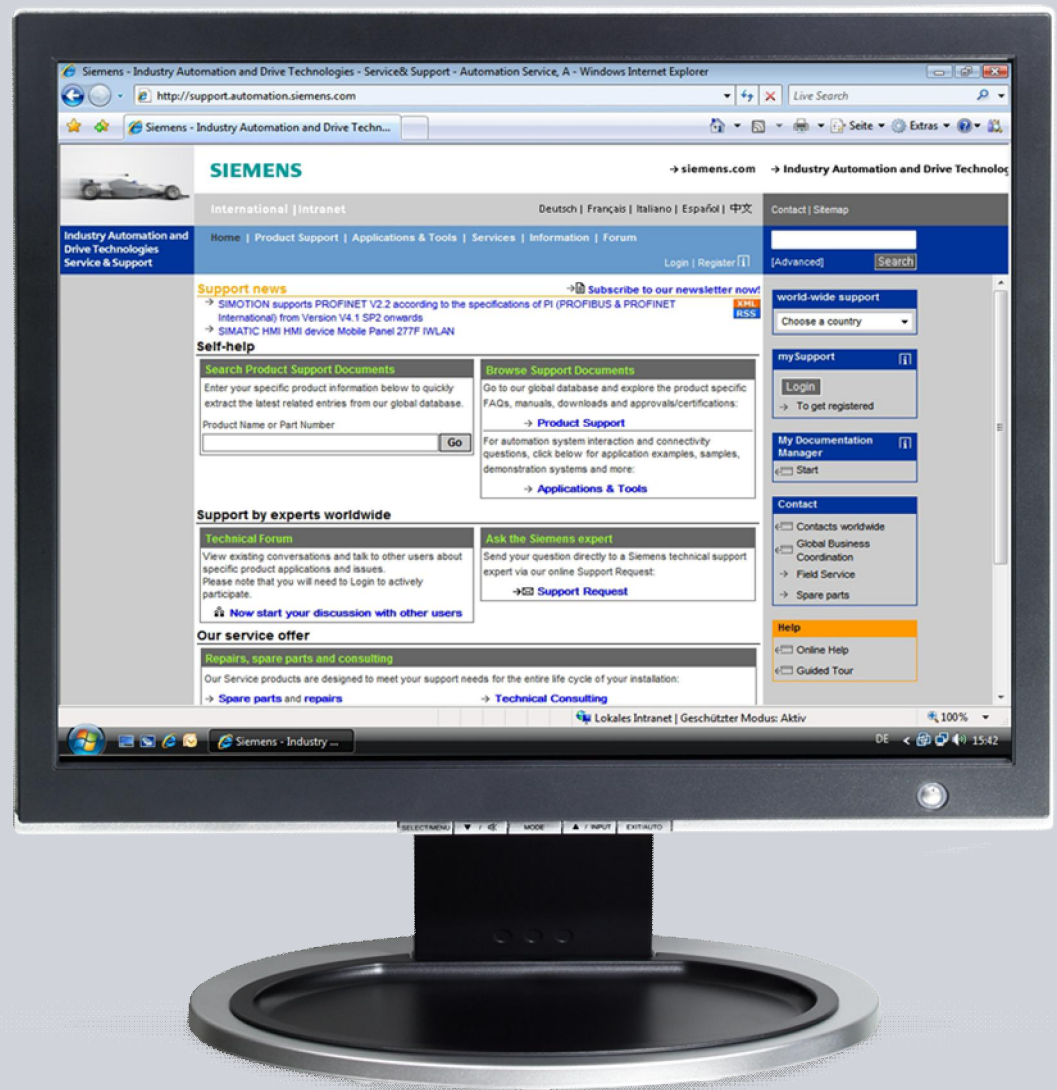 Siemens - Industry Automation and Drive Technologies - Service& Support - Automation Service, A - Windows Internet Explorer
http://support.automation.siemens.com
Live Search
Siemens - Industry Automation and Drive Techn...
Seite
Extras
SIEMENS
→ siemens.com
→ Industry Automation and Drive Technolog
International | Intranet
Deutsch | Français | Italiano | Español | 中文
Contact | Sitemap
Industry Automation and
Drive Technologies
Service & Support
Home | Product Support | Applications & Tools | Services | Information | Forum
Login | Register
[Advanced]
Search
Support news
→ Subscribe to our newsletter now!
→ SIMOTION supports PROFINET V2.2 according to the specifications of PI (PROFIBUS & PROFINET
International) from Version V4.1 SP2 onwards
XML
RSS
→ SIMATIC HMI HMI device Mobile Panel 277F IWLAN
Self-help
Search Product Support Documents
Enter your specific product information below to quickly
extract the latest related entries from our global database.
Product Name or Part Number
Go
Browse Support Documents
Go to our global database and explore the product specific
FAQs, manuals, downloads and approvals/certifications:
→ Product Support
For automation system interaction and connectivity
questions, click below for application examples, samples,
demonstration systems and more:
→ Applications & Tools
Support by experts worldwide
Technical Forum
View existing conversations and talk to other users about
specific product applications and issues.
Please note that you will need to Login to actively
participate.
Now start your discussion with other users
Ask the Siemens expert
Send your question directly to a Siemens technical support
expert via our online Support Request:
→ Support Request
Our service offer
Repairs, spare parts and consulting
Our Service products are designed to meet your support needs for the entire life cycle of your installation:
→ Spare parts and repairs
→ Technical Consulting
world-wide support
Choose a country
mySupport
Login
→ To get registered
My Documentation
Manager
Start
Contact
Contacts worldwide
Global Business
Coordination
→ Field Service
→ Spare parts
Help
Online Help
Guided Tour
Lokales Intranet | Geschützter Modus: Aktiv
100%
Siemens - Industry ...
DE
15:42
SELECT/MENU
MODE
/ INPUT
EXIT/AUTO